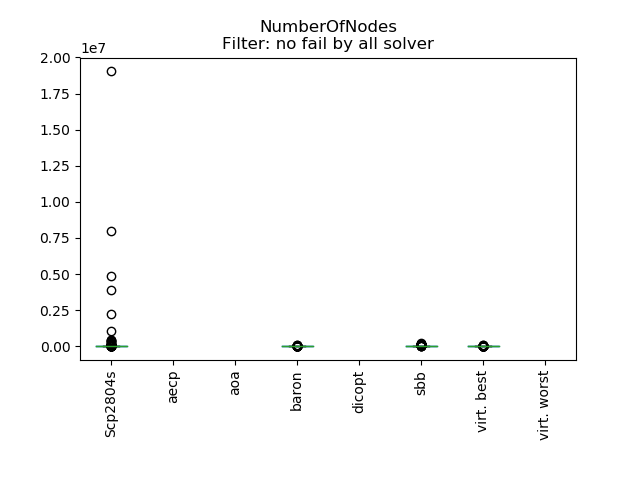 NumberOfNodes
Filter: no fail by all solver
1e7
2.00
1.75
1.50
1.25
1.00
0.75
0.50
0.25
0.00
Scp2804s
aecp
aoa
baron
dicopt
sbb
virt. best
virt. worst